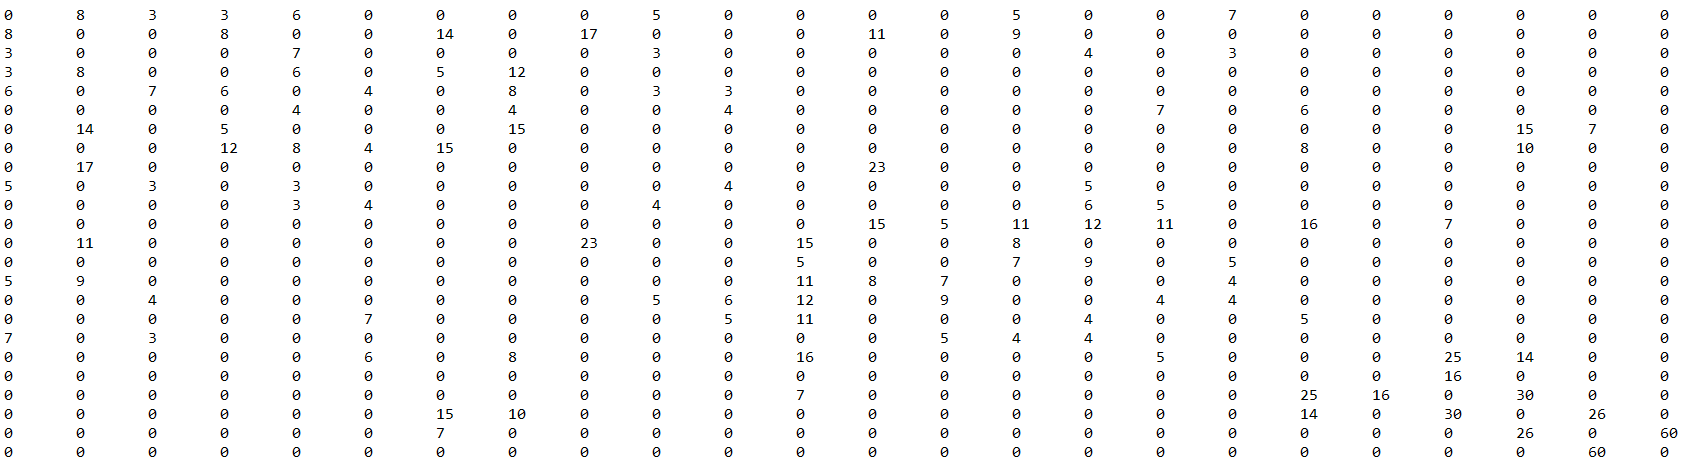 0 8 3 3 6 0 0 0 0 5 0 0 0 0 5 0 0 7 0 0 0 0 0 0
8 0 0 8 0 0 14 0 17 0 0 0 11 0 9 0 0 0 0 0 0 0 0 0
3 0 0 0 7 0 0 0 0 3 0 0 0 0 0 4 0 3 0 0 0 0 0 0
3 8 0 0 6 0 5 12 0 0 0 0 0 0 0 0 0 0 0 0 0 0 0 0
6 0 7 6 0 4 0 8 0 3 3 0 0 0 0 0 0 0 0 0 0 0 0 0
0 0 0 0 4 0 0 4 0 0 4 0 0 0 0 0 7 0 6 0 0 0 0 0
0 14 0 5 0 0 0 15 0 0 0 0 0 0 0 0 0 0 0 0 0 15 7 0
0 0 0 12 8 4 15 0 0 0 0 0 0 0 0 0 0 0 8 0 0 10 0 0
0 17 0 0 0 0 0 0 0 0 0 0 23 0 0 0 0 0 0 0 0 0 0 0
5 0 3 0 3 0 0 0 0 0 4 0 0 0 0 5 0 0 0 0 0 0 0 0
0 0 0 0 3 4 0 0 0 4 0 0 0 0 0 6 5 0 0 0 0 0 0 0
0 0 0 0 0 0 0 0 0 0 0 0 15 5 11 12 11 0 16 0 7 0 0 0
0 11 0 0 0 0 0 0 23 0 0 15 0 0 8 0 0 0 0 0 0 0 0 0
0 0 0 0 0 0 0 0 0 0 0 5 0 0 7 9 0 5 0 0 0 0 0 0
5 9 0 0 0 0 0 0 0 0 0 11 8 7 0 0 0 4 0 0 0 0 0 0
0 0 4 0 0 0 0 0 0 5 6 12 0 9 0 0 4 4 0 0 0 0 0 0
0 0 0 0 0 7 0 0 0 0 5 11 0 0 0 4 0 0 5 0 0 0 0 0
7 0 3 0 0 0 0 0 0 0 0 0 0 5 4 4 0 0 0 0 0 0 0 0
0 0 0 0 0 6 0 8 0 0 0 16 0 0 0 0 5 0 0 0 25 14 0 0
0 0 0 0 0 0 0 0 0 0 0 0 0 0 0 0 0 0 0 0 16 0 0 0
0 0 0 0 0 0 0 0 0 0 0 7 0 0 0 0 0 0 25 16 0 30 0 0
0 0 0 0 0 0 15 10 0 0 0 0 0 0 0 0 0 0 14 0 30 0 26 0
0 0 0 0 0 0 7 0 0 0 0 0 0 0 0 0 0 0 0 0 0 26 0 60
0 0 0 0 0 0 0 0 0 0 0 0 0 0 0 0 0 0 0 0 0 0 60 0